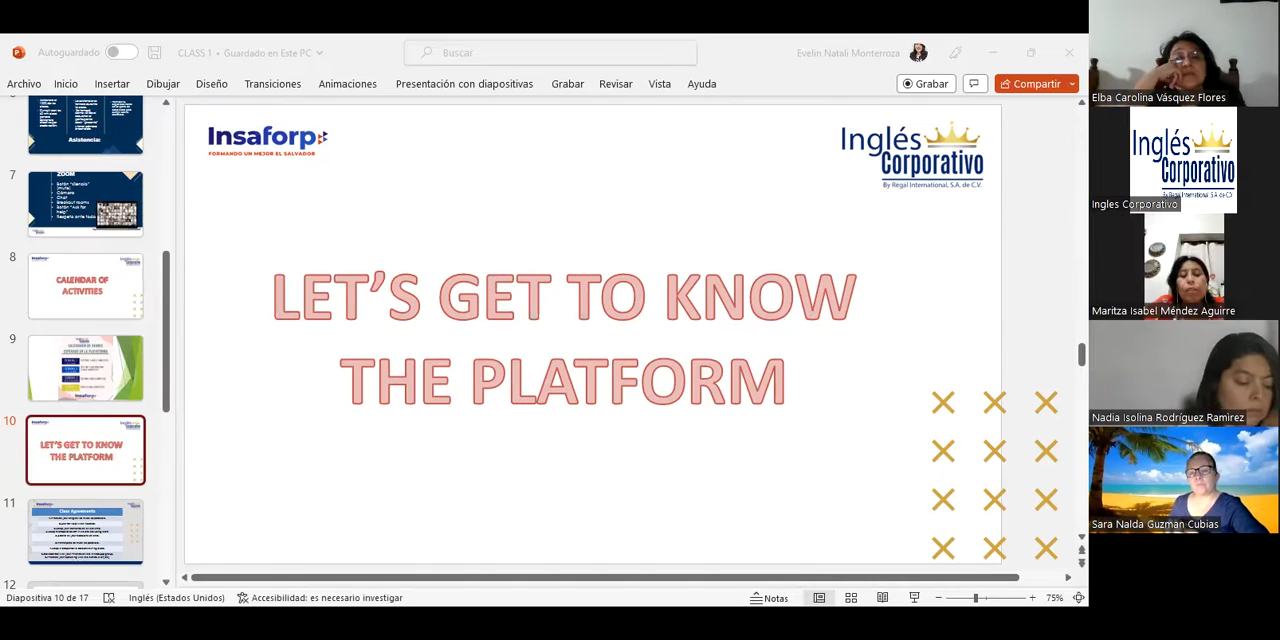 Autoguardado
CLASS 1 • Guardado en Este PC
Buscar
Evelin Natali Monterroza
Archivo Inicio Insertar Dibujar Diseño Transiciones Animaciones Presentación con diapositivas Grabar Revisar Vista Ayuda
Grabar
Compartir
Asistencia:
7
ZOOM
8
CALENDAR OF
ACTIVITIES
9
10
LET'S GET TO KNOW
THE PLATFORM
11
Class Agreements
12
Insaforp
FORMANDO UN MEJOR EL SALVADOR
Inglés
Corporativo
By Regal International, S.A. de C.V.
LET'S GET TO KNOW
THE PLATFORM
Diapositiva 10 de 17
Inglés (Estados Unidos)
Accesibilidad: es necesario investigar
Notas
75%
Elba Carolina Vásquez Flores
Inglés
Corporativo
Ingles Corporativo
Maritza Isabel Méndez Aguirre
Nadia Isolina Rodríguez Ramirez
Sara Nalda Guzman Cubias